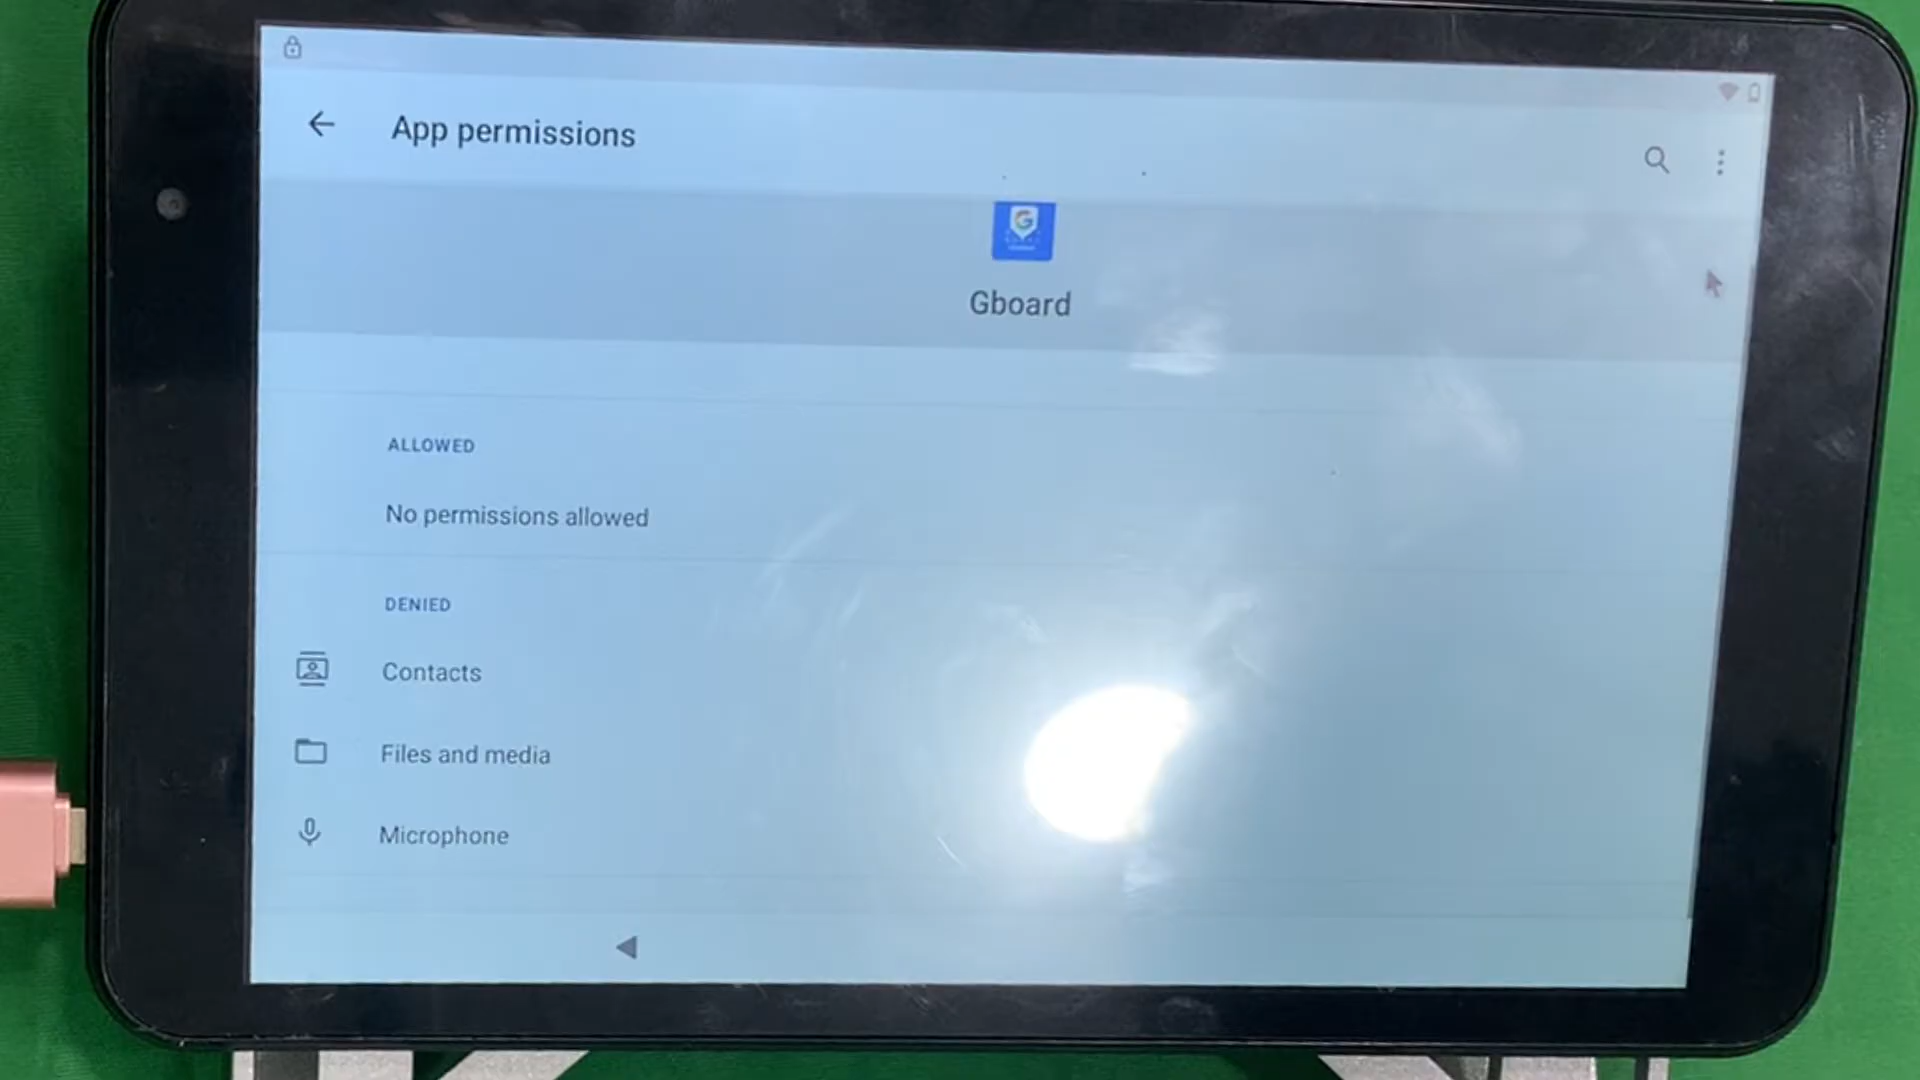 App permissions
Gboard
ALLOWED
No permissions allowed
DENIED
Contacts
Files and media
Microphone